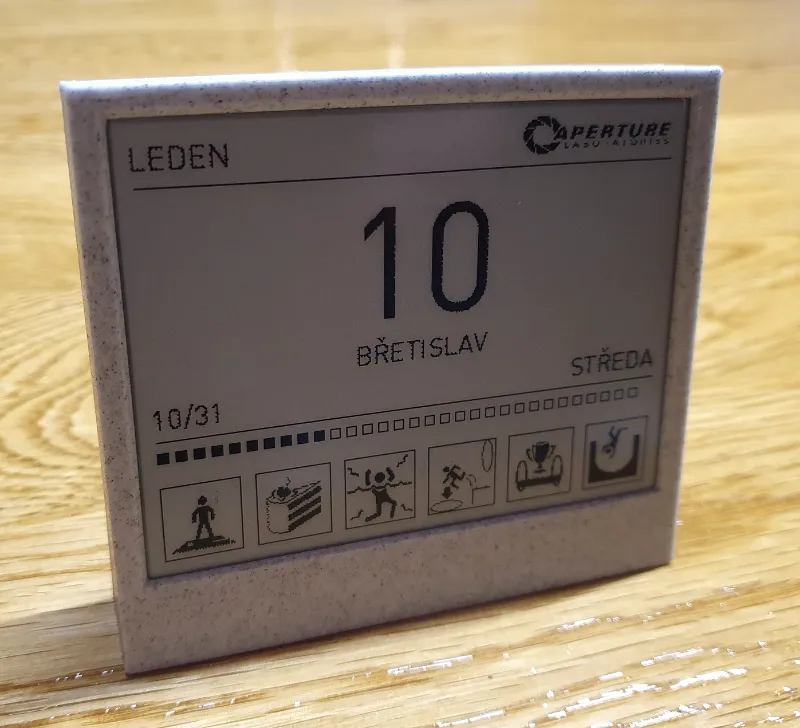 LEDEN
APERTURE
LABORATORIES
10
BŘETISLAV
STŘEDA
10/31